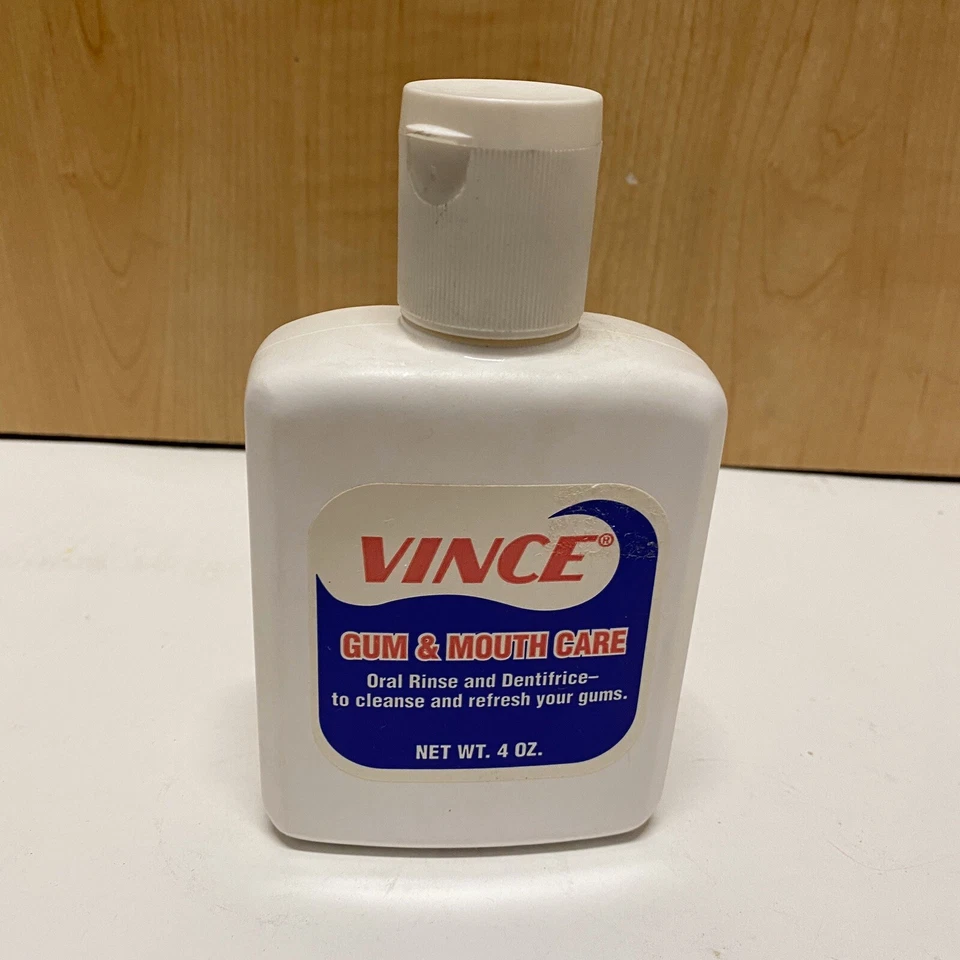 VINCE®
GUM & MOUTH CARE
Oral Rinse and Dentifrice–
to cleanse and refresh your gums.
NET WT. 4 OZ.